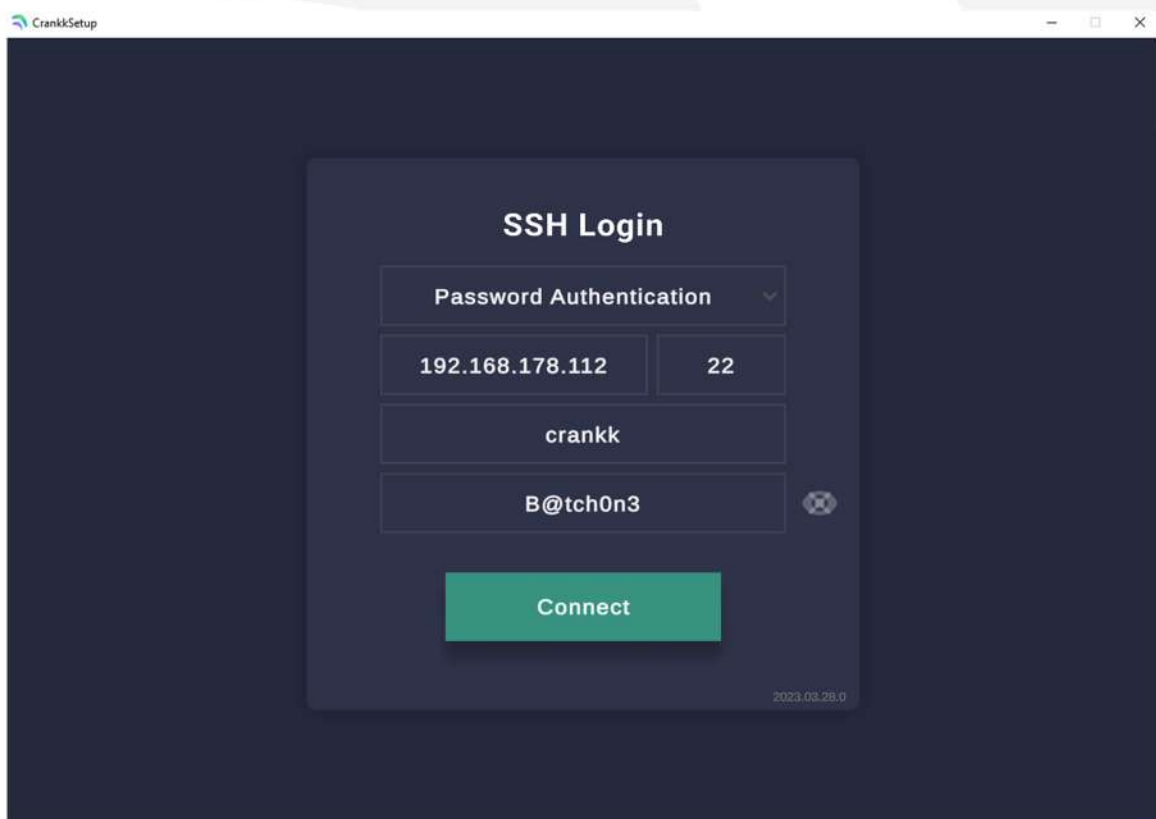 CrankkSetup
SSH Login
Password Authentication
192.168.178.112 22
crankk
B@tch0n3
Connect
2023.03.28.0